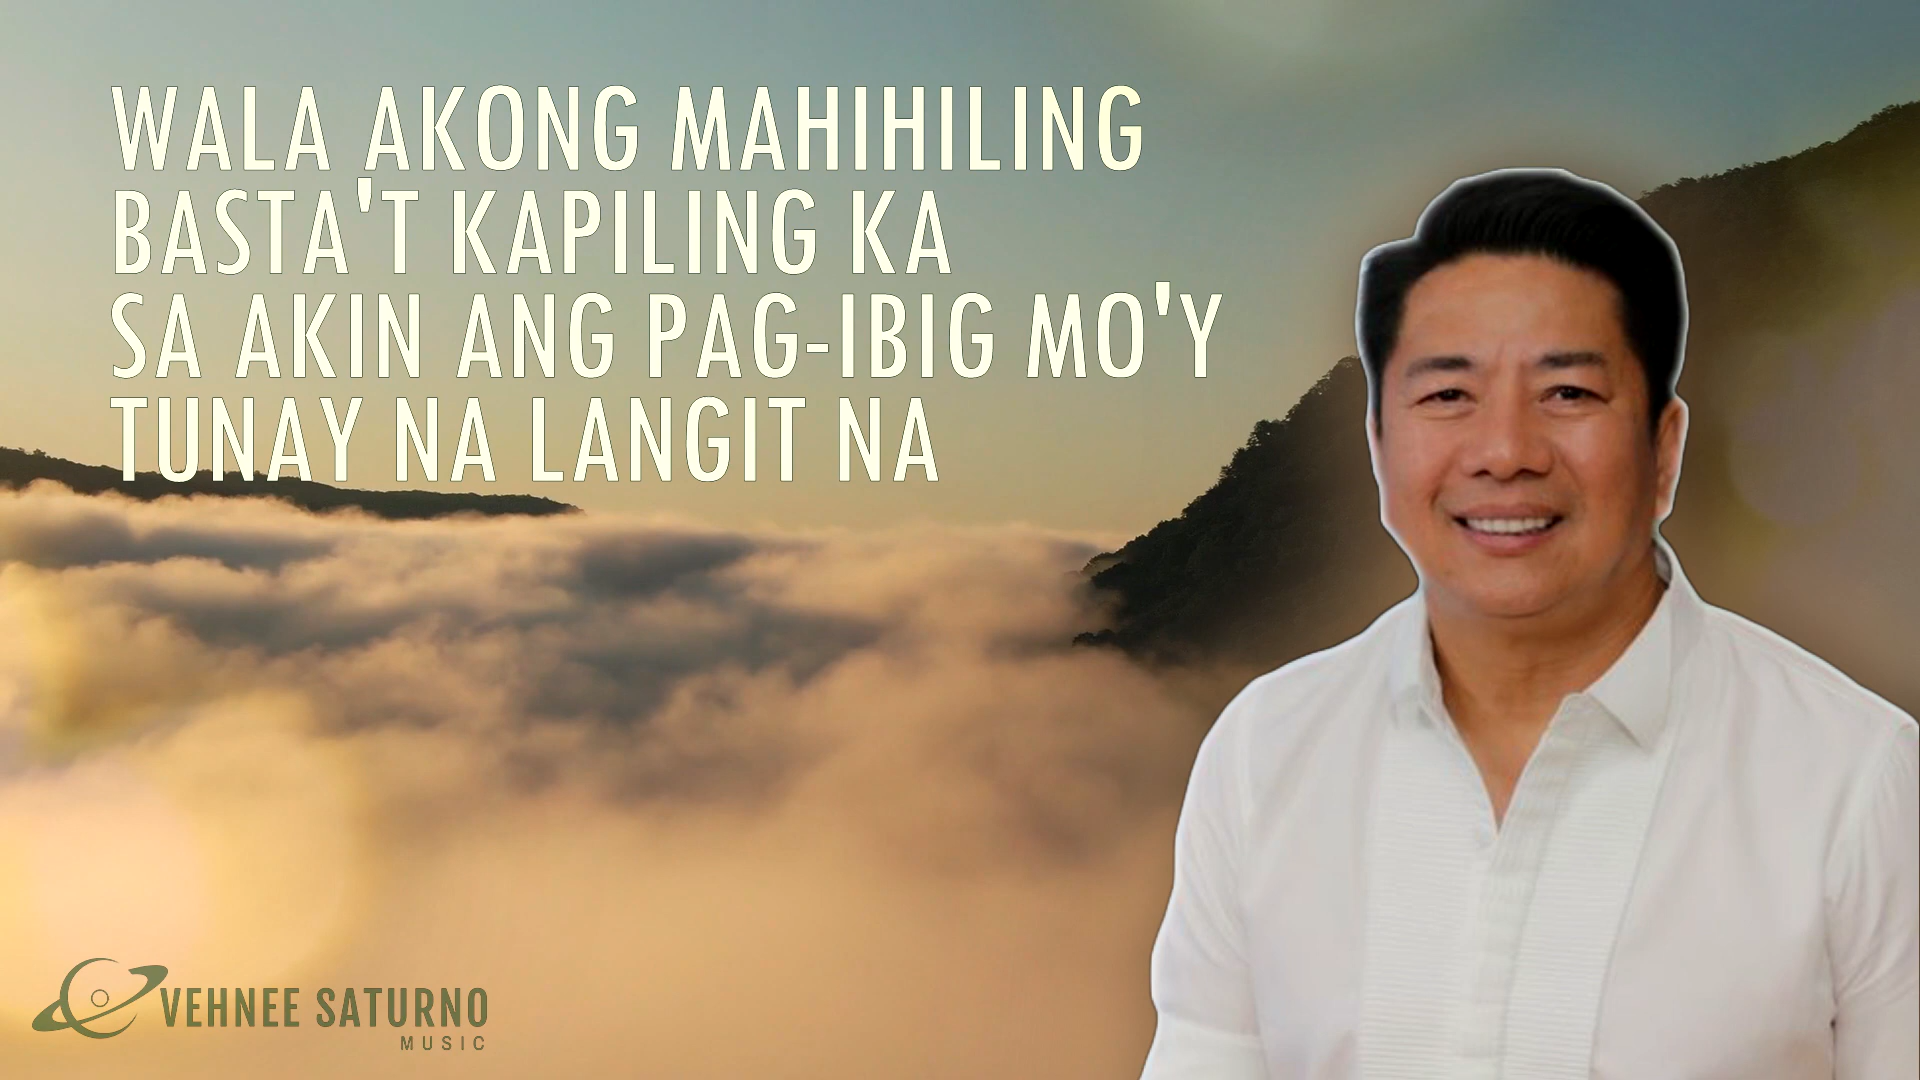 WALA AKONG MAHIHILING
BASTA'T KAPILING KA
SA AKIN ANG PAG-IBIG MO'Y
TUNAY NA LANGIT NA
VEHNEE SATURNO
MUSIC